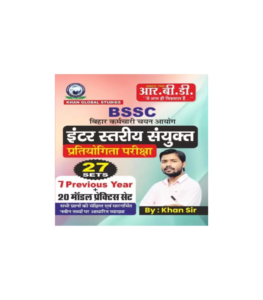 KHAN GLOBAL STUDIES
आर.बी.डी.
BSSC
बिहार कर्मचारी चयन आयोग
इंटर स्तरीय संयुक्त
प्रतियोगिता परीक्षा
27
SETS
7 Previous Year
+
20 मॉडल प्रैक्टिस सेट
By : Khan Sir